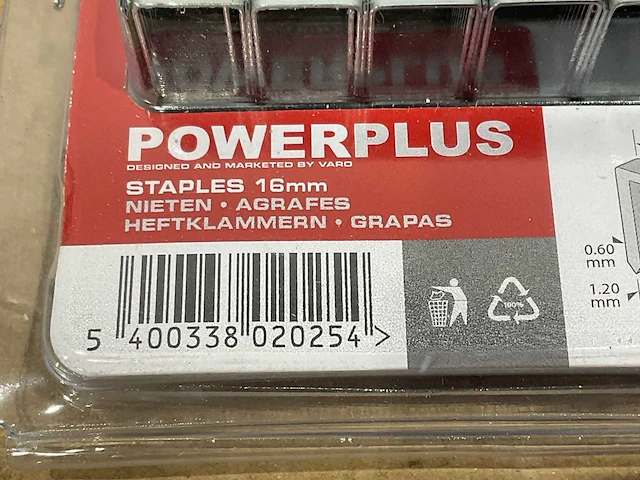 POWERPLUS
DESIGNED AND MARKETED BY VARO
STAPLES 16mm
NIETEN • AGRAFES
HEFTKLAMMERN • GRAPAS
0.60
mm
1.20
mm
100%
5 400338 020254 >